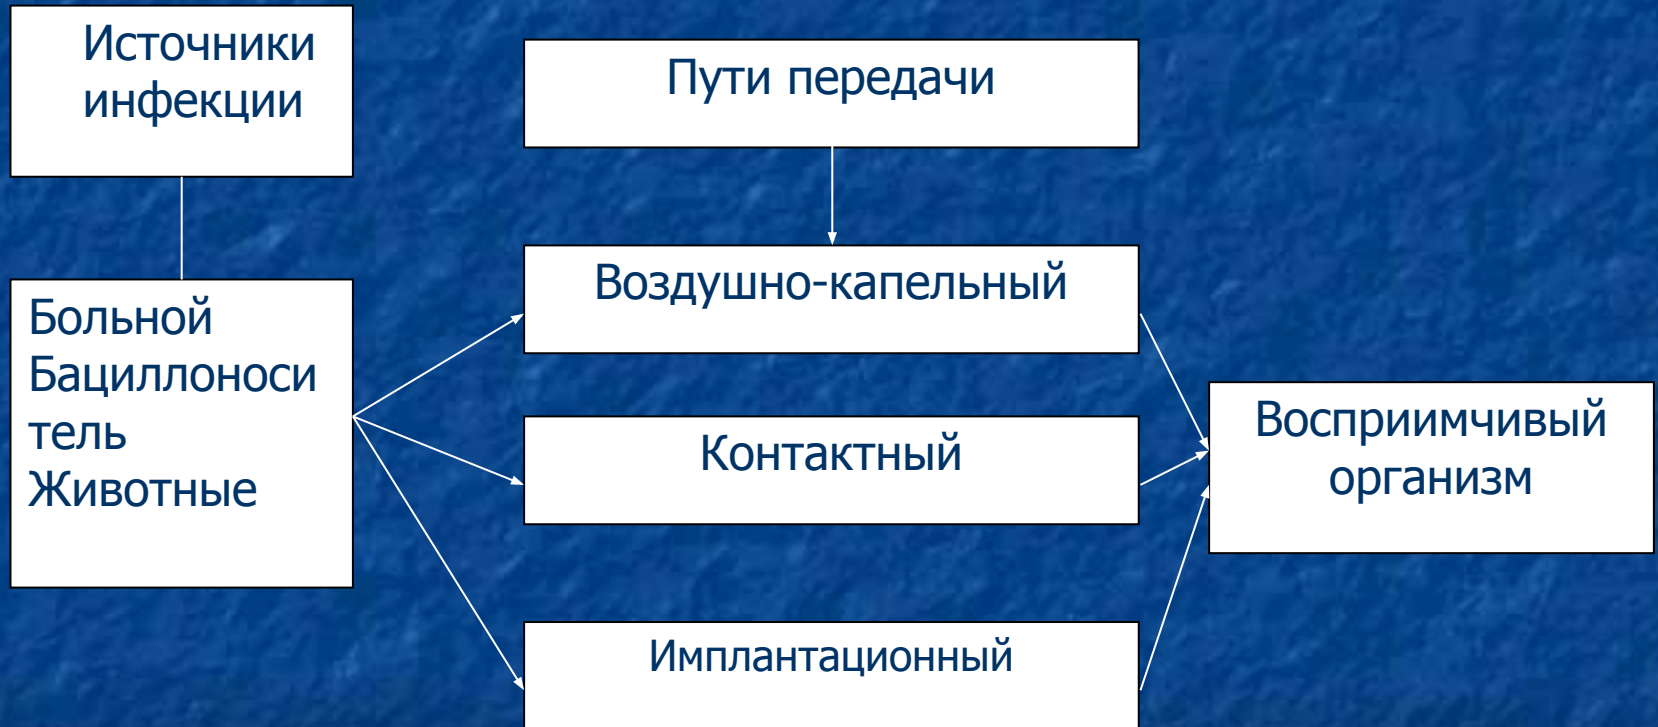 Источники
инфекции
Пути передачи
Больной
Бациллоноси
тель
Животные
Воздушно-капельный
Контактный
Имплантационный
Восприимчивый
организм